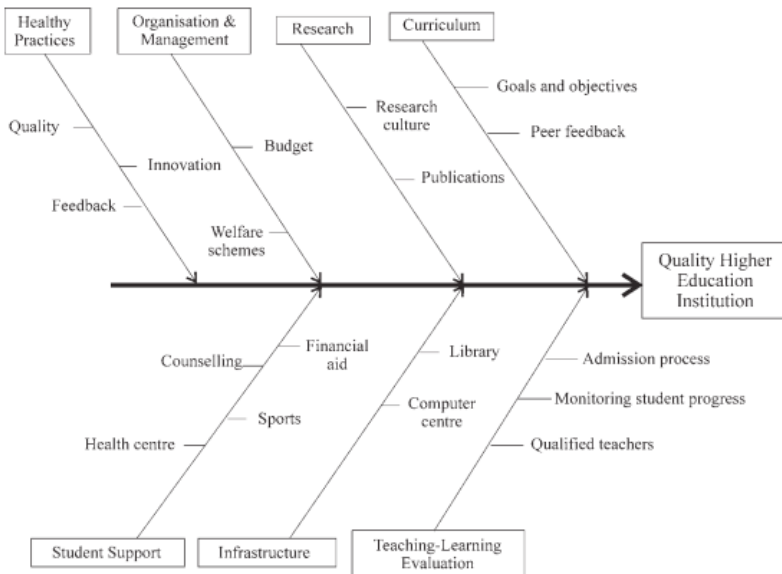 Healthy
Practices
Organisation &
Management
Research
Curriculum
Quality
Innovation
Feedback
Budget
Welfare
schemes
Research
culture
Publications
Goals and objectives
Peer feedback
Quality Higher
Education
Institution
Counselling
Financial
aid
Sports
Health centre
Library
Computer
centre
Admission process
Monitoring student progress
Qualified teachers
Student Support
Infrastructure
Teaching-Learning
Evaluation